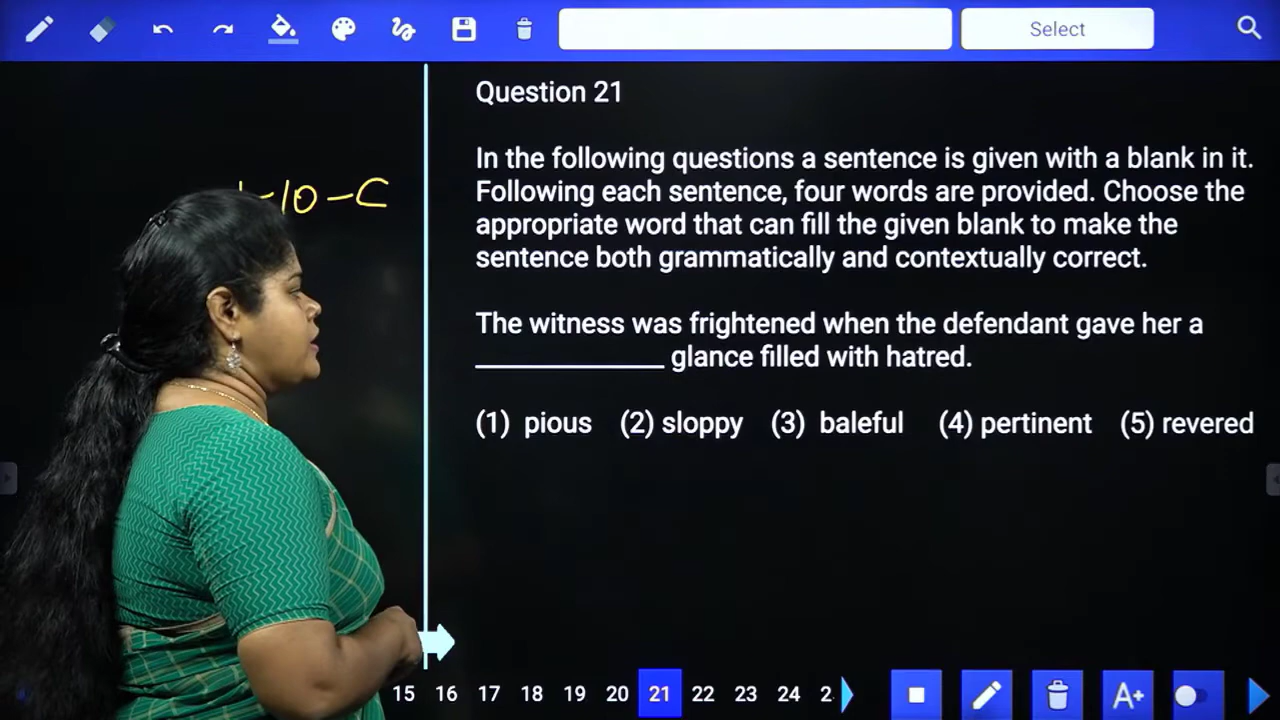 Select
-10-C
Question 21
In the following questions a sentence is given with a blank in it.
Following each sentence, four words are provided. Choose the
appropriate word that can fill the given blank to make the
sentence both grammatically and contextually correct.
The witness was frightened when the defendant gave her a
_____________ glance filled with hatred.
(1) pious (2) sloppy (3) baleful (4) pertinent (5) revered
15 16 17 18 19 20 21 22 23 24 2
A+